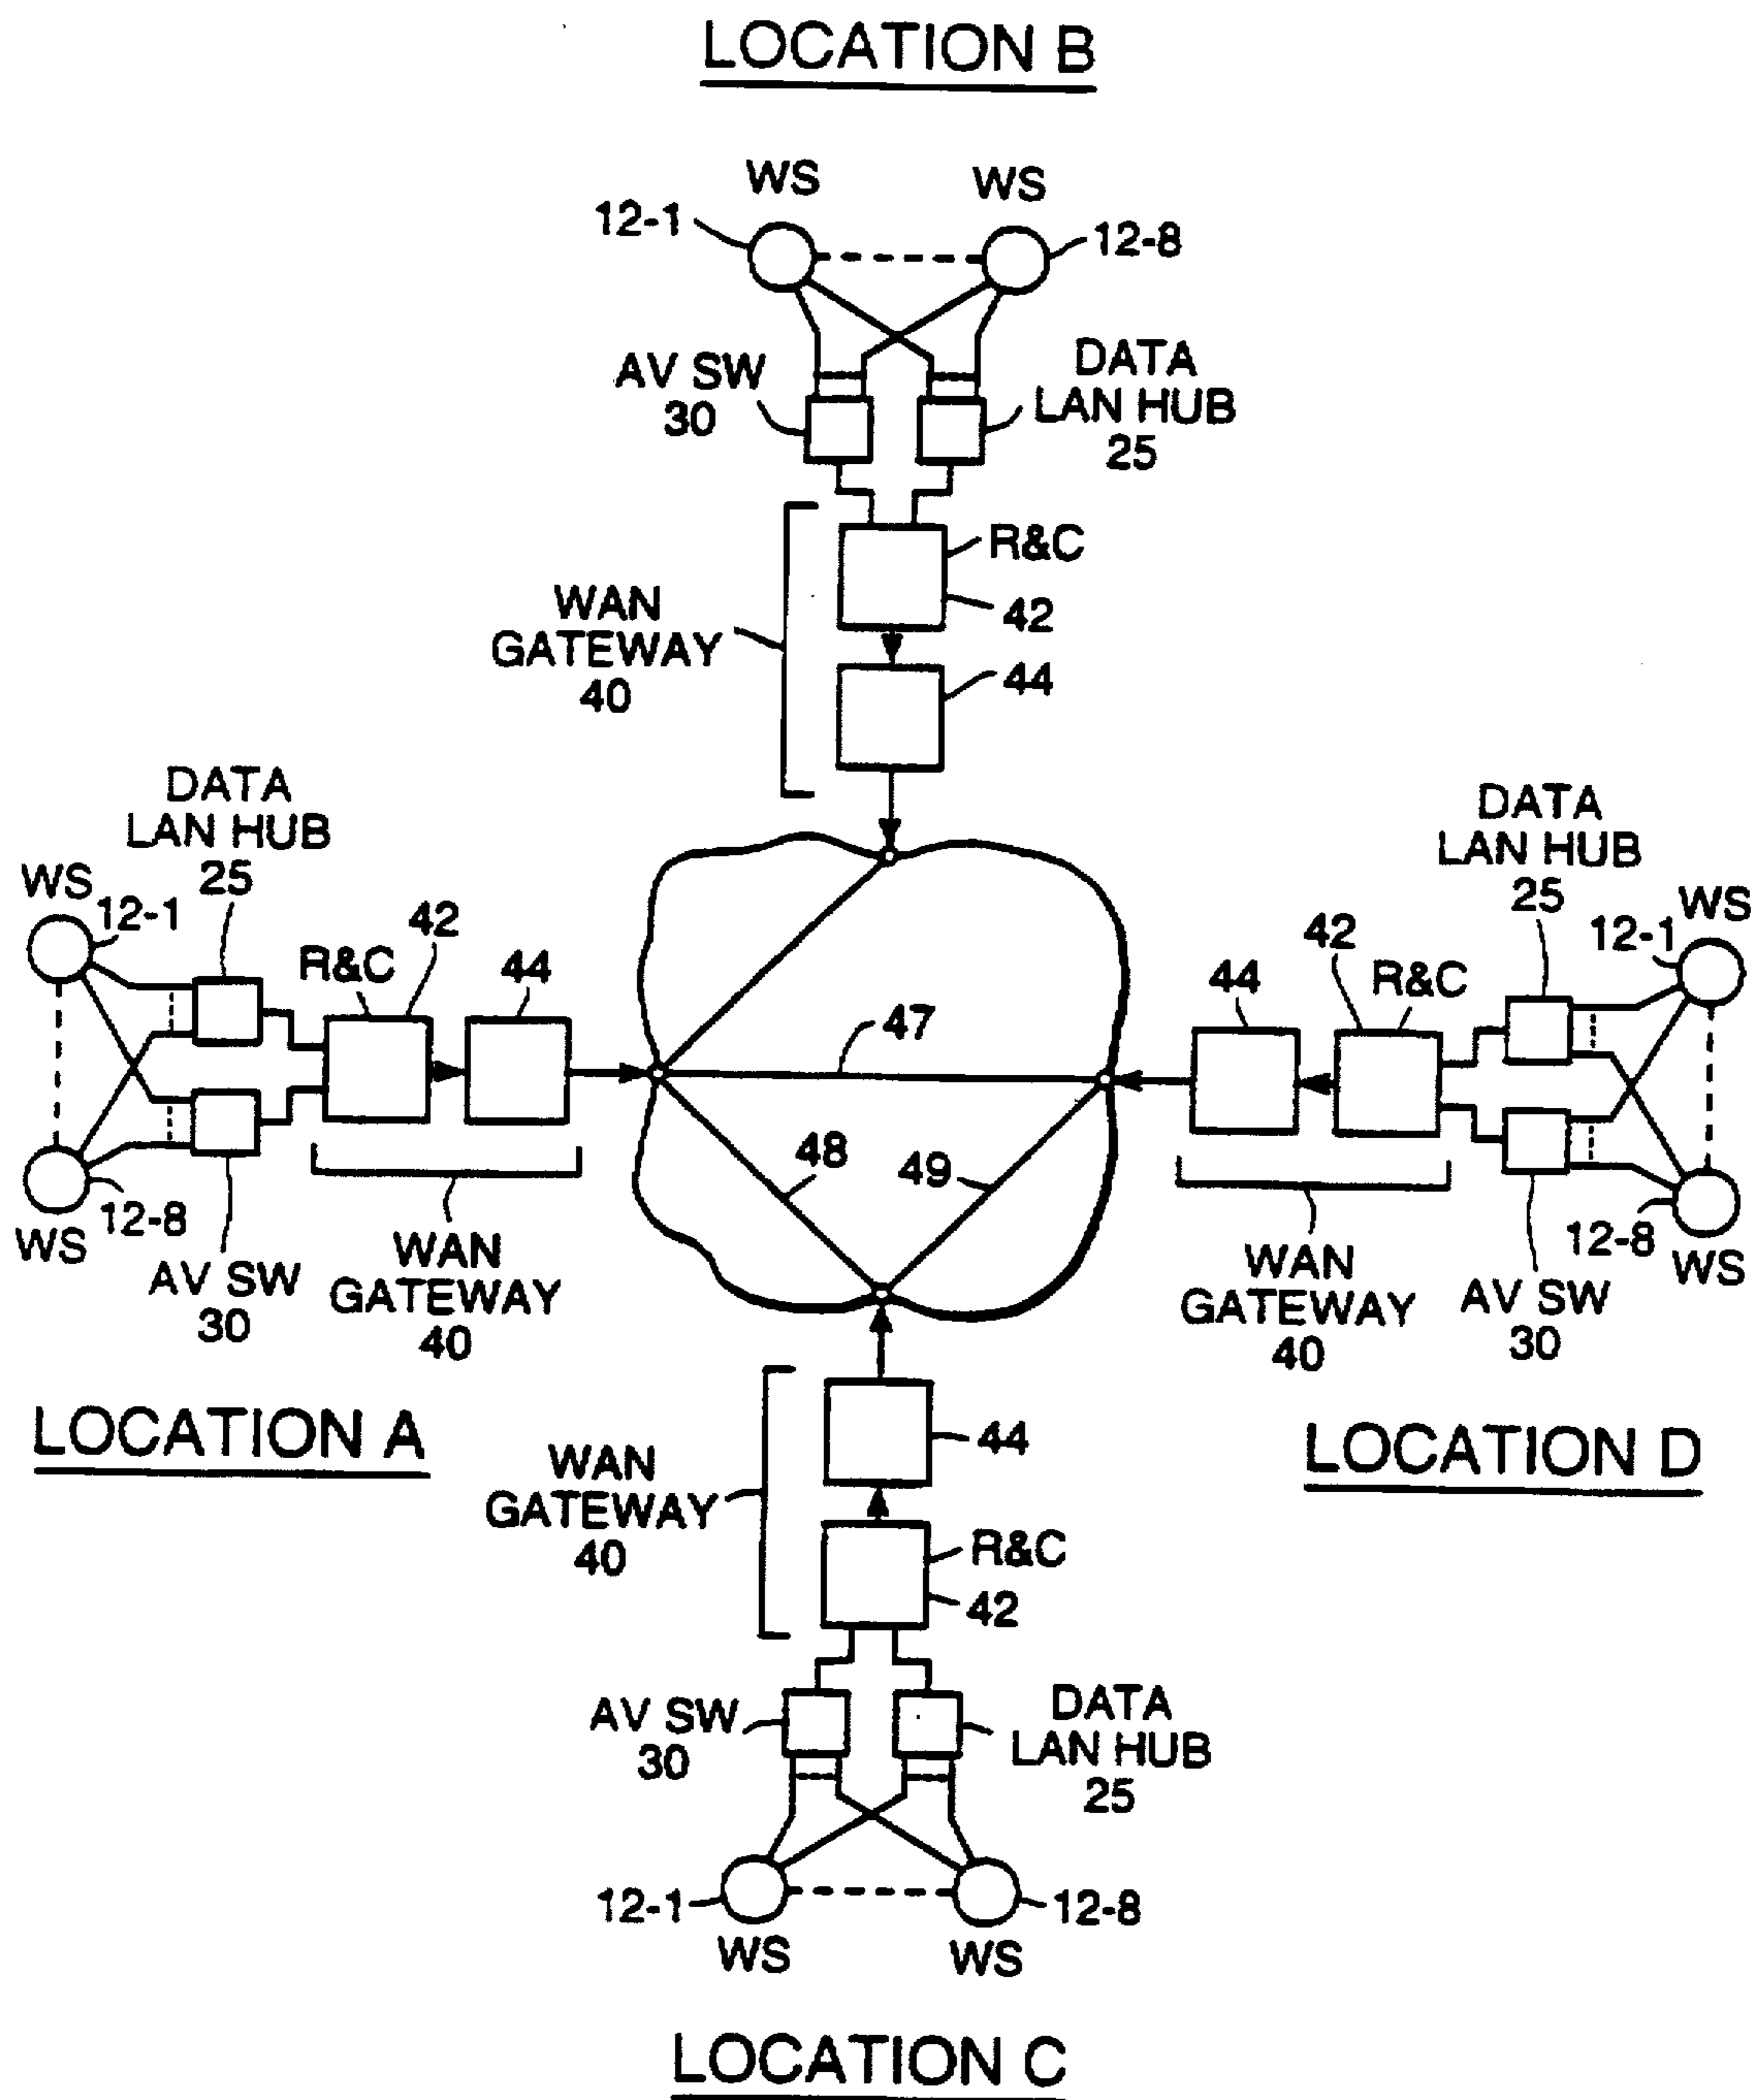 LOCATION B
WS
WS
12-1
12-8
AV SW
30
DATA
LAN HUB
25
R&C
42
WAN
GATEWAY
40
44
DATA
LAN HUB
25
WS
12-1
R&C
42
44
12-8
WS
AV SW
30
WAN
GATEWAY
40
LOCATION A
47
48
49
DATA
LAN HUB
25
WS
12-1
42
R&C
44
12-8
WS
WAN
GATEWAY
40
AV SW
30
LOCATION D
44
WAN
GATEWAY
40
R&C
42
AV SW
30
DATA
LAN HUB
25
12-1
12-8
WS
WS
LOCATION C